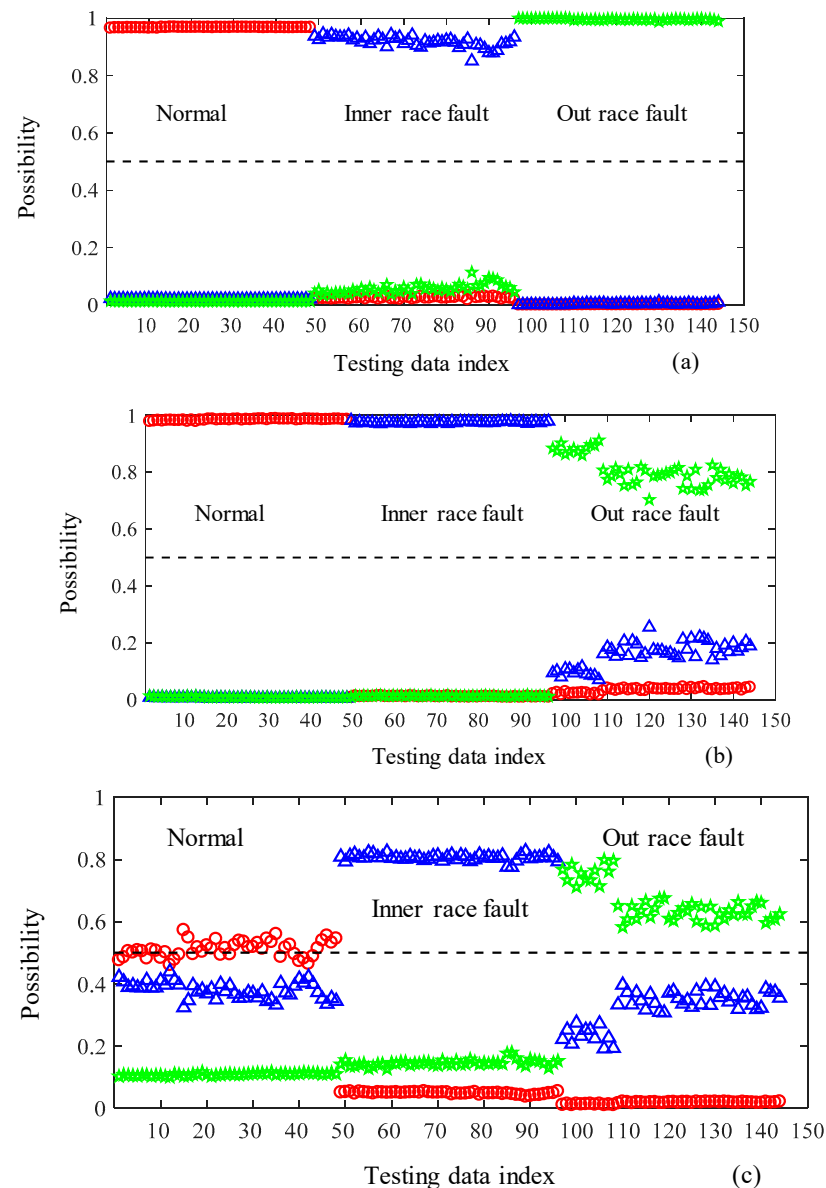 1
0.8
Normal Inner race fault Out race fault
0.6
Possibility
0.4
0.2
0
10 20 30 40 50 60 70 80 90 100 110 120 130 140 150
Testing data index (a)
1
0.8
Normal Inner race fault Out race fault
0.6
Possibility
0.4
0.2
0
10 20 30 40 50 60 70 80 90 100 110 120 130 140 150
Testing data index (b)
1
Normal Out race fault
0.8
Inner race fault
0.6
Possibility
0.4
0.2
0
10 20 30 40 50 60 70 80 90 100 110 120 130 140 150
Testing data index (c)